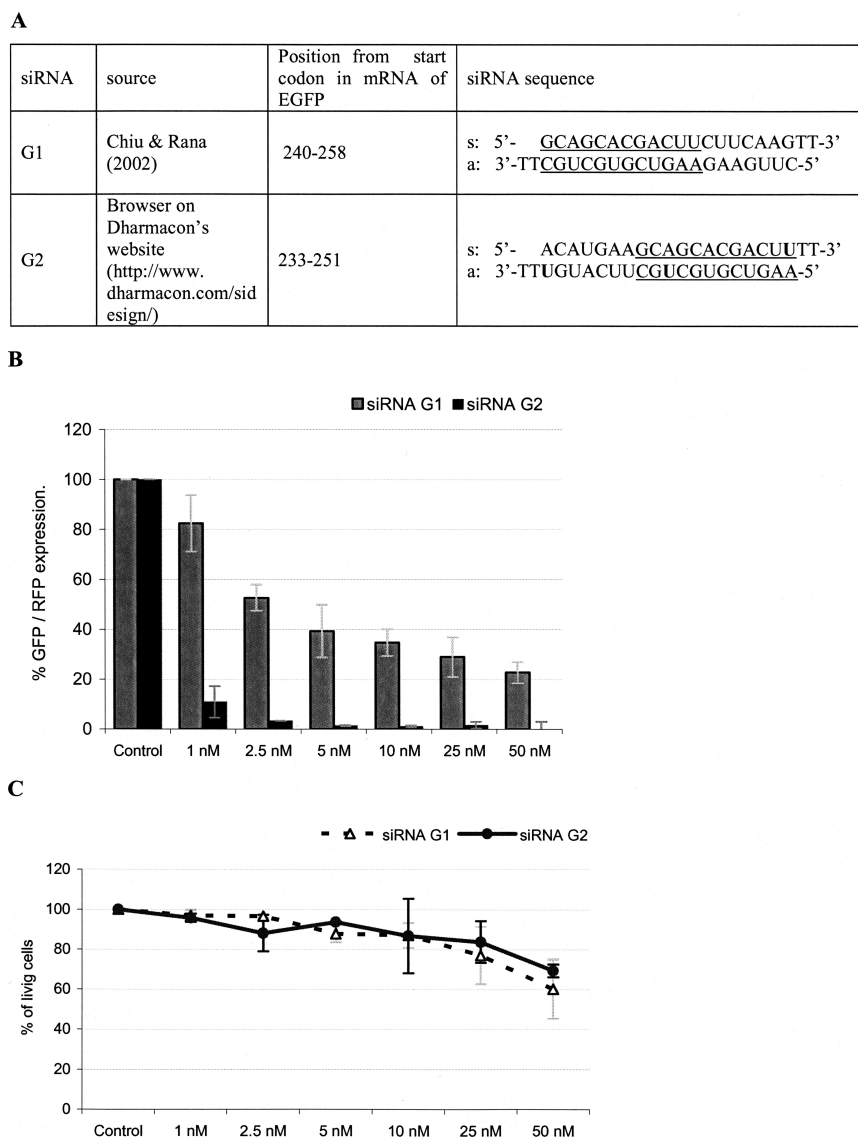 A
siRNA
source
Position from start
codon in mRNA of
EGFP
siRNA sequence
G1
Chiu & Rana
(2002)
240-258
s: 5'- GCAGCACGACUUCUUCAAGTT-3'
a: 3'-TTCGUCGUGCUGAAGAAGUUC-5'
G2
Browser on
Dharmacon's
website
(http://www.
dharmacon.com/sid
esign/)
233-251
s: 5'- ACAUGAAGCAGCACGACUUTT-3'
a: 3'-TTUGUACUUCGUCGUGCUGAA-5'
B
siRNA G1 siRNA G2
% GFP / RFP expression.
120
100
80
60
40
20
0
Control 1 nM 2.5 nM 5 nM 10 nM 25 nM 50 nM
C
siRNA G1 siRNA G2
% of livig cells
120
100
80
60
40
20
0
Control 1 nM 2.5 nM 5 nM 10 nM 25 nM 50 nM